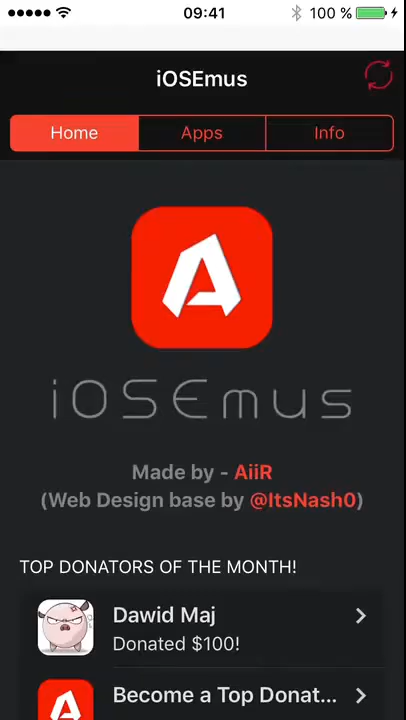 09:41 100 %
iOSEmus
Home Apps Info
iOSEmus
Made by - AiiR
(Web Design base by @ItsNash0)
TOP DONATORS OF THE MONTH!
Dawid Maj
Donated $100!
Become a Top Donat...